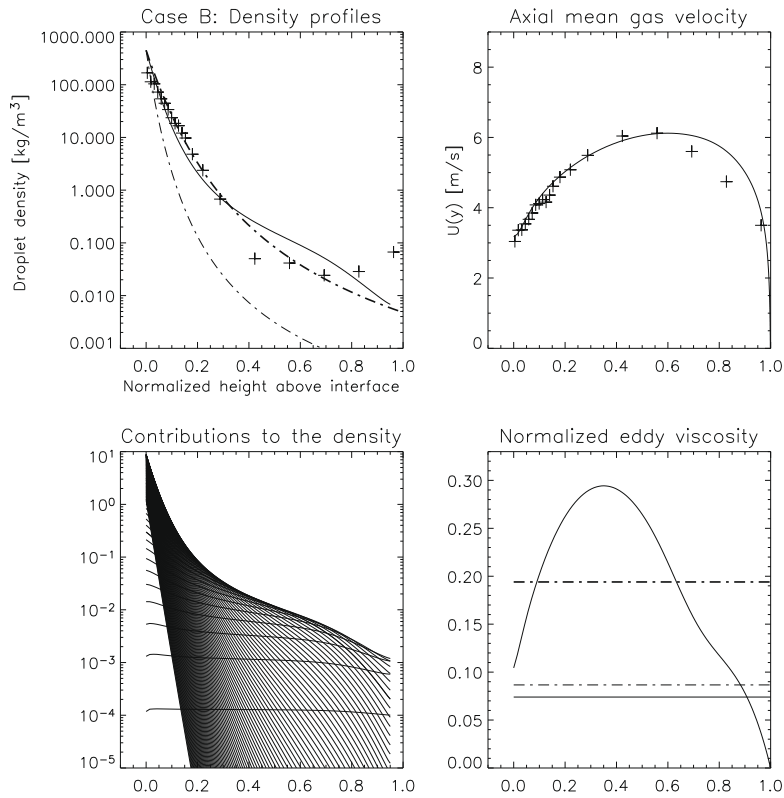 Case B: Density profiles
Droplet density [kg/m³]
1000.000
100.000
10.000
1.000
0.100
0.010
0.001
0.0 0.2 0.4 0.6 0.8 1.0
Normalized height above interface
Axial mean gas velocity
U(y) [m/s]
8
6
4
2
0
0.0 0.2 0.4 0.6 0.8 1.0
Contributions to the density
10¹
10⁰
10⁻¹
10⁻²
10⁻³
10⁻⁴
10⁻⁵
0.0 0.2 0.4 0.6 0.8 1.0
Normalized eddy viscosity
0.30
0.25
0.20
0.15
0.10
0.05
0.00
0.0 0.2 0.4 0.6 0.8 1.0